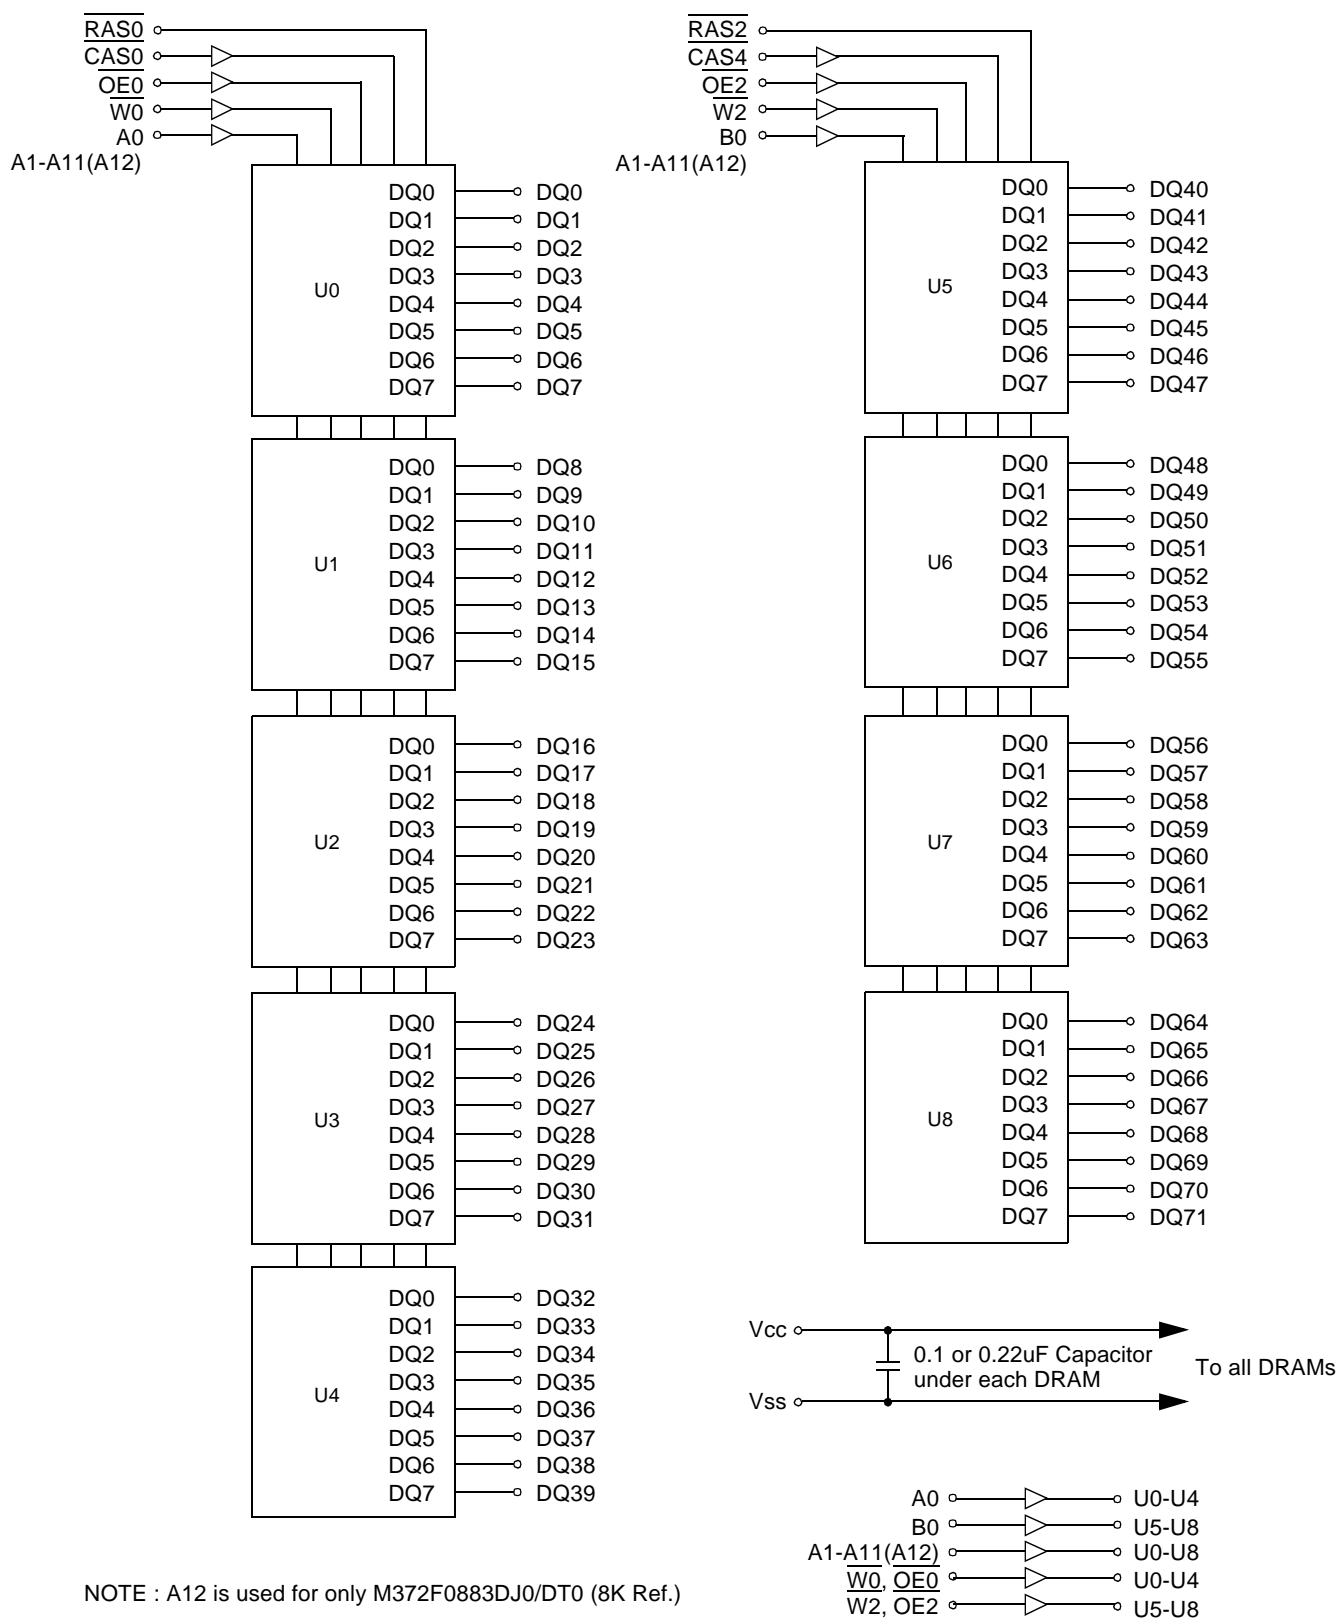 RAS0
CAS0
OE0
W0
A0
A1-A11(A12)
U0
DQ0 DQ0
DQ1 DQ1
DQ2 DQ2
DQ3 DQ3
DQ4 DQ4
DQ5 DQ5
DQ6 DQ6
DQ7 DQ7
U1
DQ0 DQ8
DQ1 DQ9
DQ2 DQ10
DQ3 DQ11
DQ4 DQ12
DQ5 DQ13
DQ6 DQ14
DQ7 DQ15
U2
DQ0 DQ16
DQ1 DQ17
DQ2 DQ18
DQ3 DQ19
DQ4 DQ20
DQ5 DQ21
DQ6 DQ22
DQ7 DQ23
U3
DQ0 DQ24
DQ1 DQ25
DQ2 DQ26
DQ3 DQ27
DQ4 DQ28
DQ5 DQ29
DQ6 DQ30
DQ7 DQ31
U4
DQ0 DQ32
DQ1 DQ33
DQ2 DQ34
DQ3 DQ35
DQ4 DQ36
DQ5 DQ37
DQ6 DQ38
DQ7 DQ39
RAS2
CAS4
OE2
W2
B0
A1-A11(A12)
U5
DQ0 DQ40
DQ1 DQ41
DQ2 DQ42
DQ3 DQ43
DQ4 DQ44
DQ5 DQ45
DQ6 DQ46
DQ7 DQ47
U6
DQ0 DQ48
DQ1 DQ49
DQ2 DQ50
DQ3 DQ51
DQ4 DQ52
DQ5 DQ53
DQ6 DQ54
DQ7 DQ55
U7
DQ0 DQ56
DQ1 DQ57
DQ2 DQ58
DQ3 DQ59
DQ4 DQ60
DQ5 DQ61
DQ6 DQ62
DQ7 DQ63
U8
DQ0 DQ64
DQ1 DQ65
DQ2 DQ66
DQ3 DQ67
DQ4 DQ68
DQ5 DQ69
DQ6 DQ70
DQ7 DQ71
Vcc
0.1 or 0.22uF Capacitor
under each DRAM
To all DRAMs
Vss
A0 U0-U4
B0 U5-U8
A1-A11(A12) U0-U8
W0, OE0 U0-U4
W2, OE2 U5-U8
NOTE : A12 is used for only M372F0883DJ0/DT0 (8K Ref.)